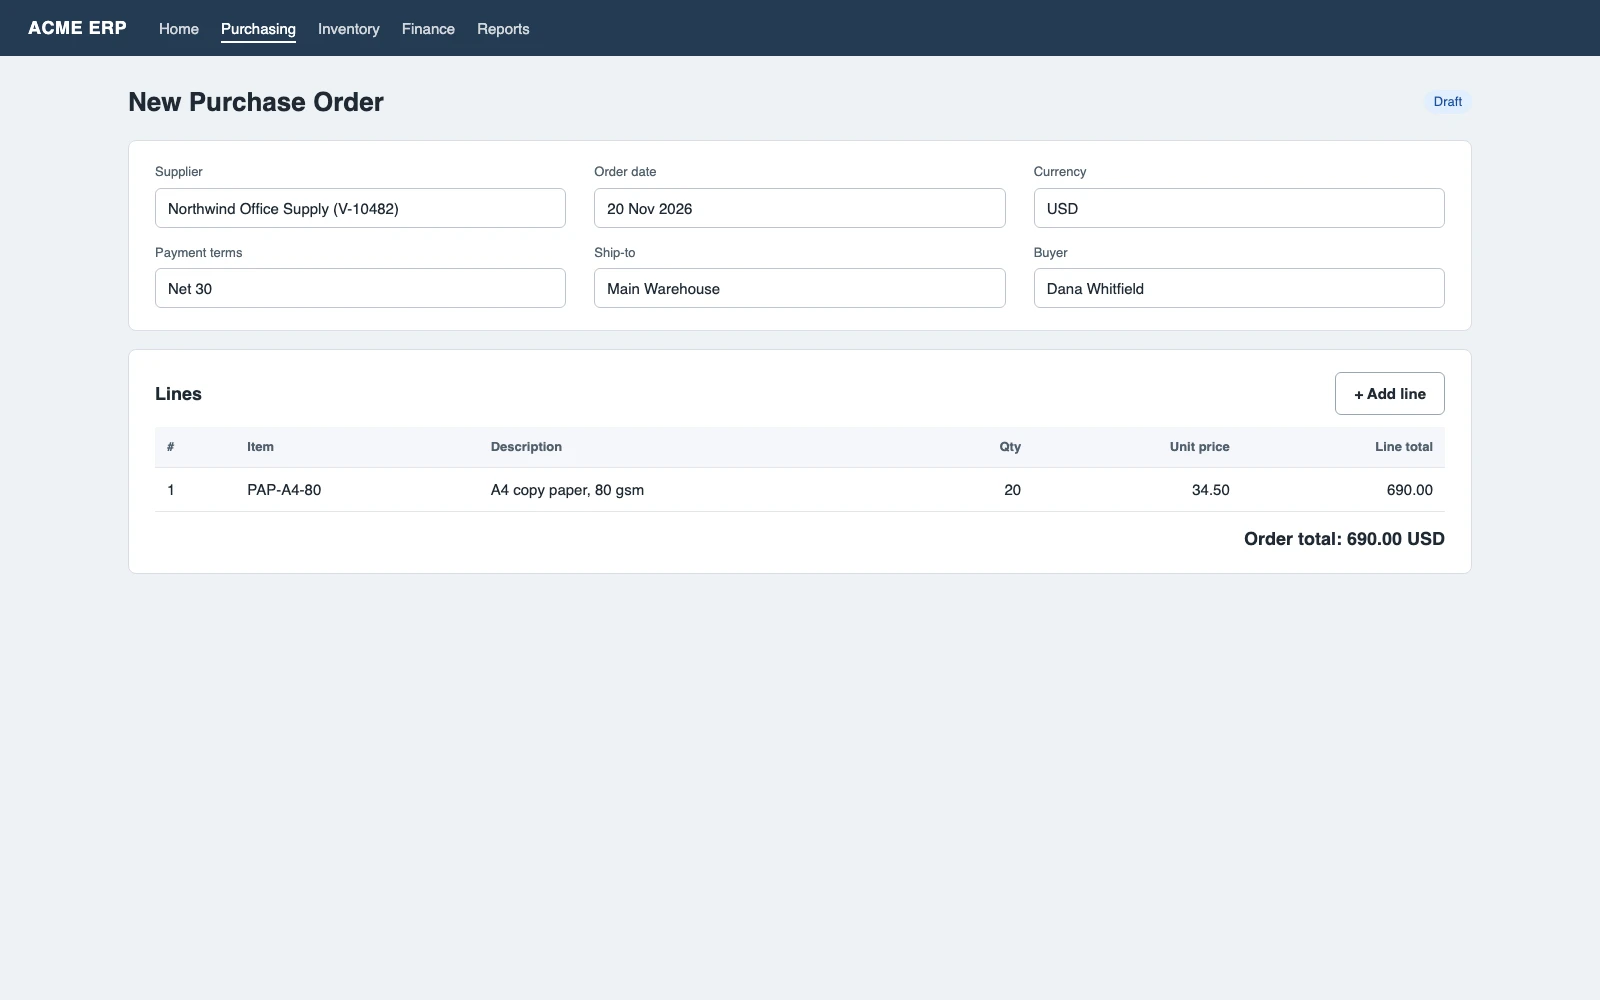 ACME ERP Home Purchasing Inventory Finance Reports
New Purchase Order Draft
Supplier Order date Currency
Northwind Office Supply (V-10482) 20 Nov 2026 USD
Payment terms Ship-to Buyer
Net 30 Main Warehouse Dana Whitfield
Lines + Add line
# Item Description Qty Unit price Line total
1 PAP-A4-80 A4 copy paper, 80 gsm 20 34.50 690.00
Order total: 690.00 USD